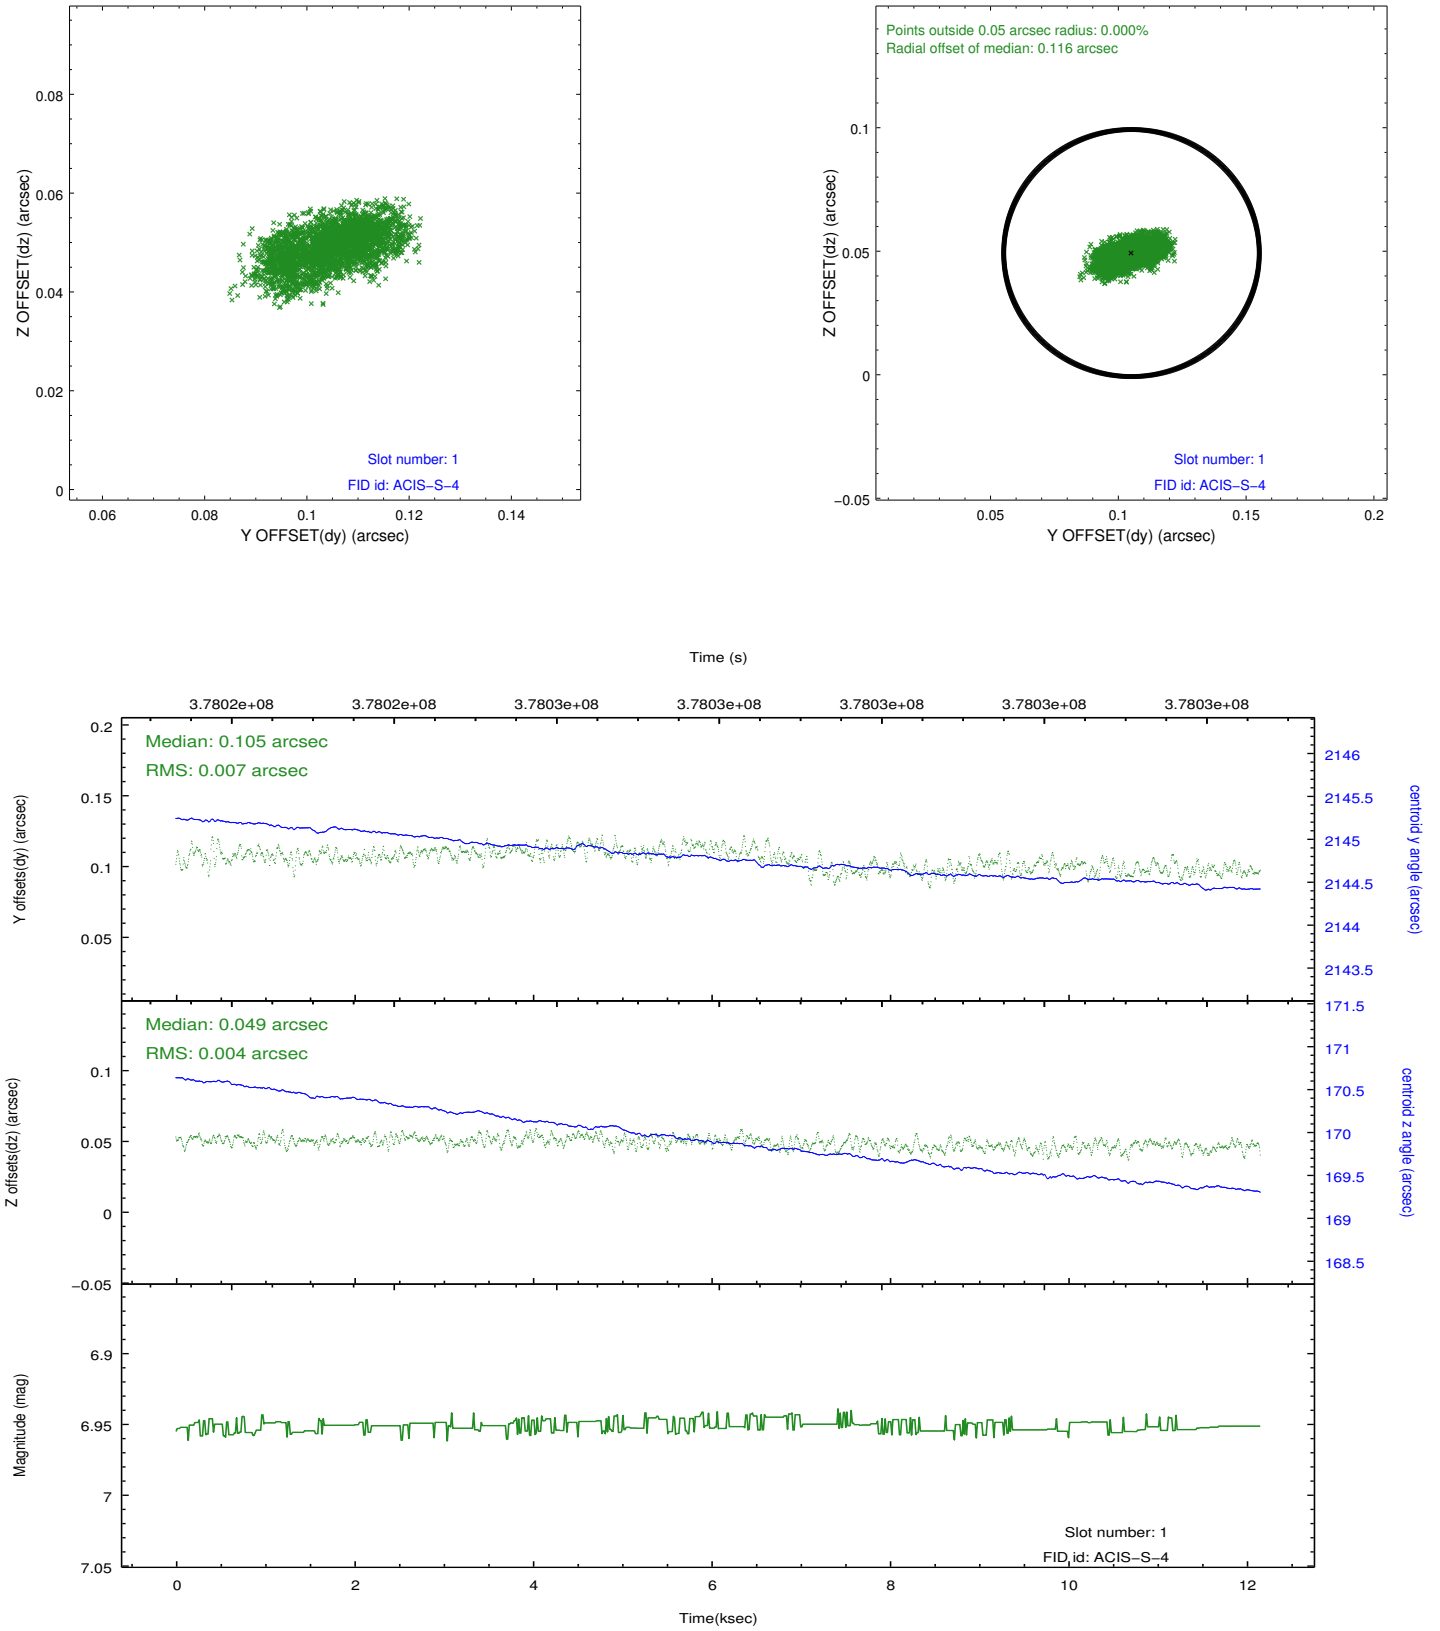 0.08
0.06
0.04
0.02
0
Z OFFSET(dz) (arcsec)
Slot number: 1
FID id: ACIS−S−4
0.06 0.08 0.1 0.12 0.14
Y OFFSET(dy) (arcsec)
Points outside 0.05 arcsec radius: 0.000%
Radial offset of median: 0.116 arcsec
0.1
0.05
0
−0.05
Z OFFSET(dz) (arcsec)
Slot number: 1
FID id: ACIS−S−4
0.05 0.1 0.15 0.2
Y OFFSET(dy) (arcsec)
Time (s)
3.7802e+08 3.7802e+08 3.7803e+08 3.7803e+08 3.7803e+08 3.7803e+08 3.7803e+08
Median: 0.105 arcsec
RMS: 0.007 arcsec
0.2
0.15
0.1
0.05
Y offsets(dy) (arcsec)
2146
2145.5
2145
2144.5
2144
2143.5
centroid y angle (arcsec)
Median: 0.049 arcsec
RMS: 0.004 arcsec
0.1
0.05
0
−0.05
Z offsets(dz) (arcsec)
171.5
171
170.5
170
169.5
169
168.5
centroid z angle (arcsec)
6.9
6.95
7
7.05
Magnitude (mag)
Slot number: 1
FID id: ACIS−S−4
0 2 4 6 8 10 12
Time(ksec)